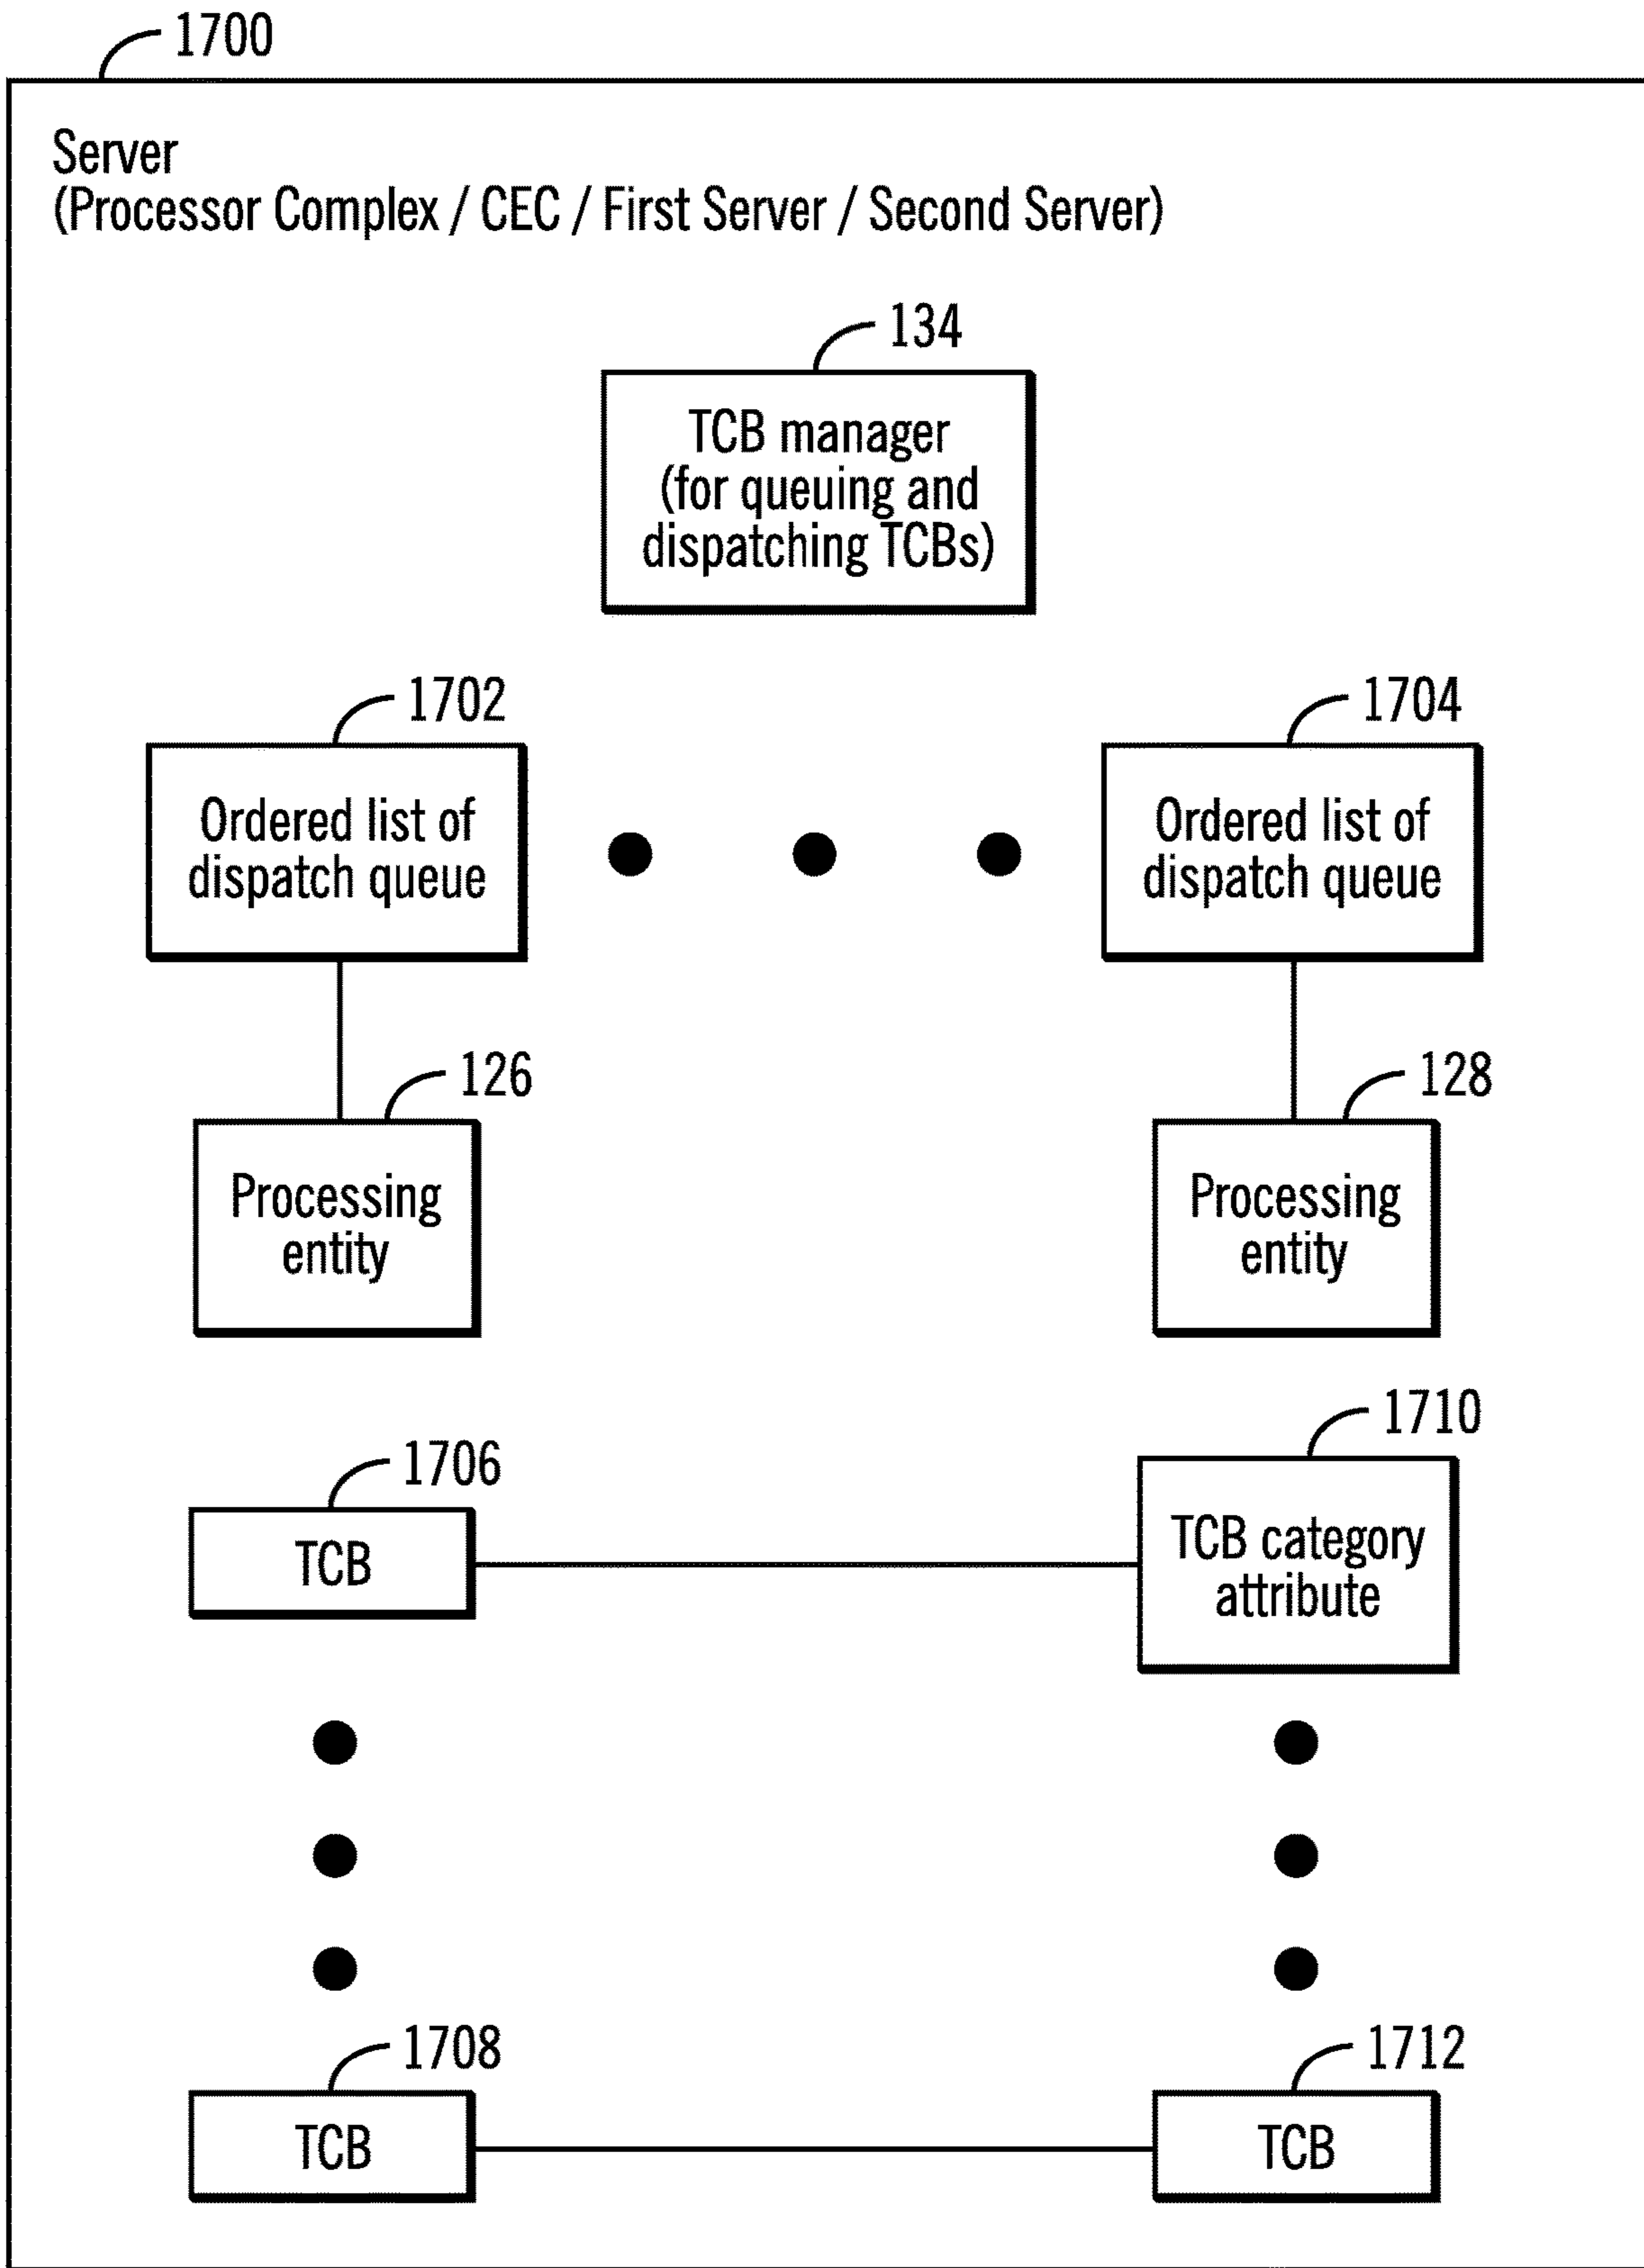 1700
Server
(Processor Complex / CEC / First Server / Second Server)
134
TCB manager
(for queuing and
dispatching TCBs)
1702
1704
Ordered list of
dispatch queue
Ordered list of
dispatch queue
126
128
Processing
entity
Processing
entity
1706
1710
TCB
TCB category
attribute
1708
1712
TCB
TCB